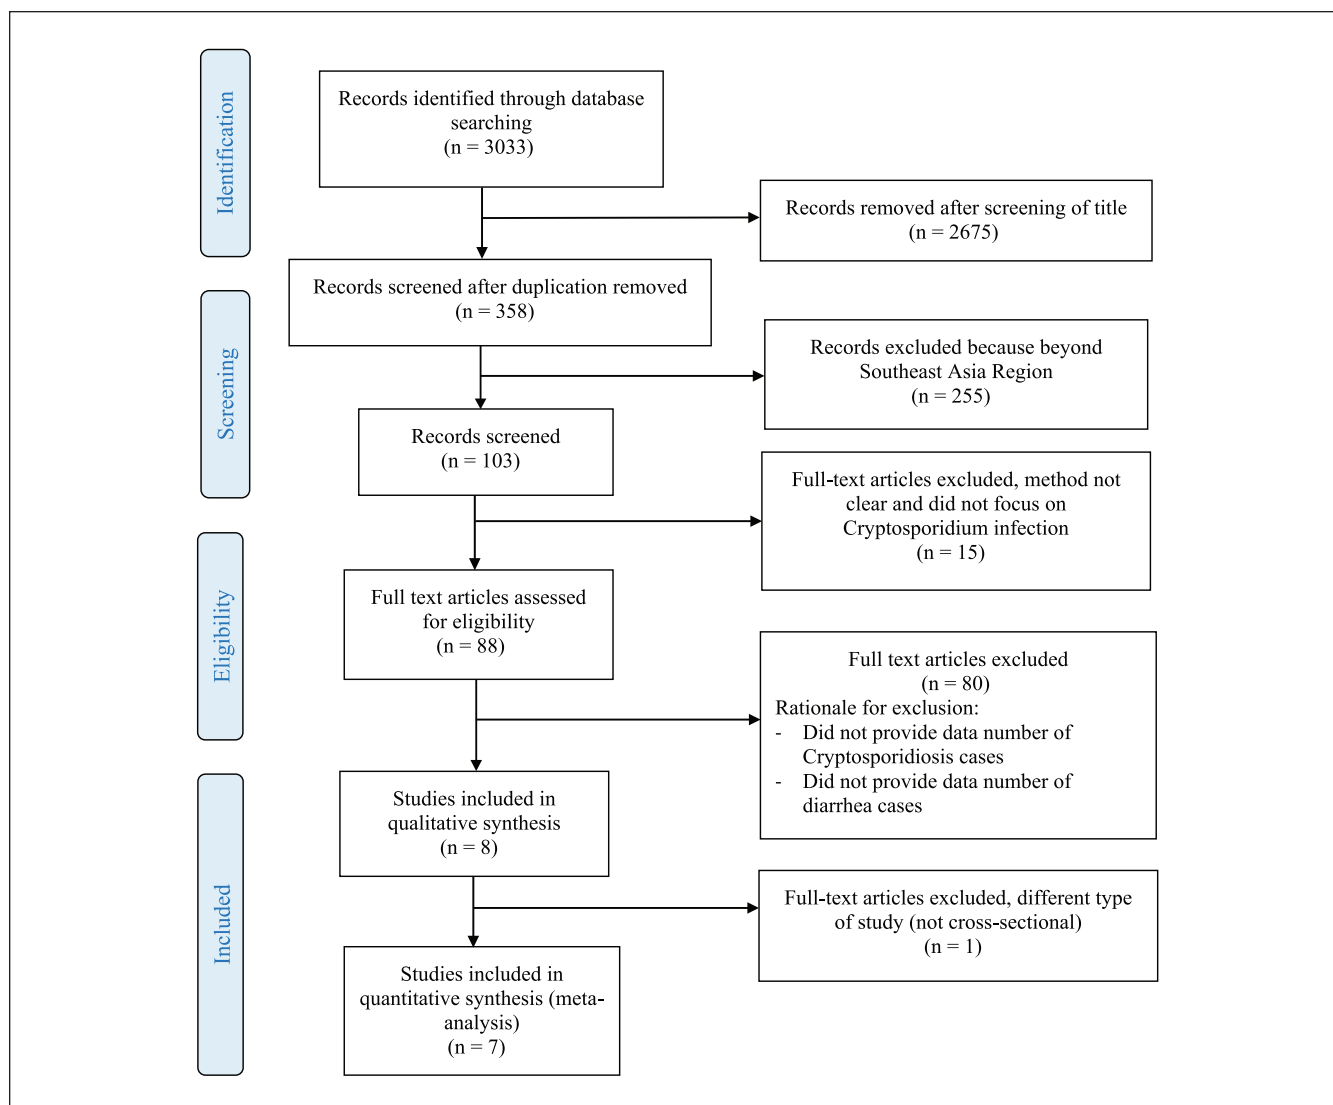 Identification
Records identified through database
searching
(n = 3033)
Records removed after screening of title
(n = 2675)
Records screened after duplication removed
(n = 358)
Screening
Records excluded because beyond
Southeast Asia Region
(n = 255)
Records screened
(n = 103)
Full-text articles excluded, method not
clear and did not focus on
Cryptosporidium infection
(n = 15)
Eligibility
Full text articles assessed
for eligibility
(n = 88)
Full text articles excluded
(n = 80)
Rationale for exclusion:
- Did not provide data number of
Cryptosporidiosis cases
- Did not provide data number of
diarrhea cases
Included
Studies included in
qualitative synthesis
(n = 8)
Full-text articles excluded, different type
of study (not cross-sectional)
(n = 1)
Studies included in
quantitative synthesis (meta-
analysis)
(n = 7)